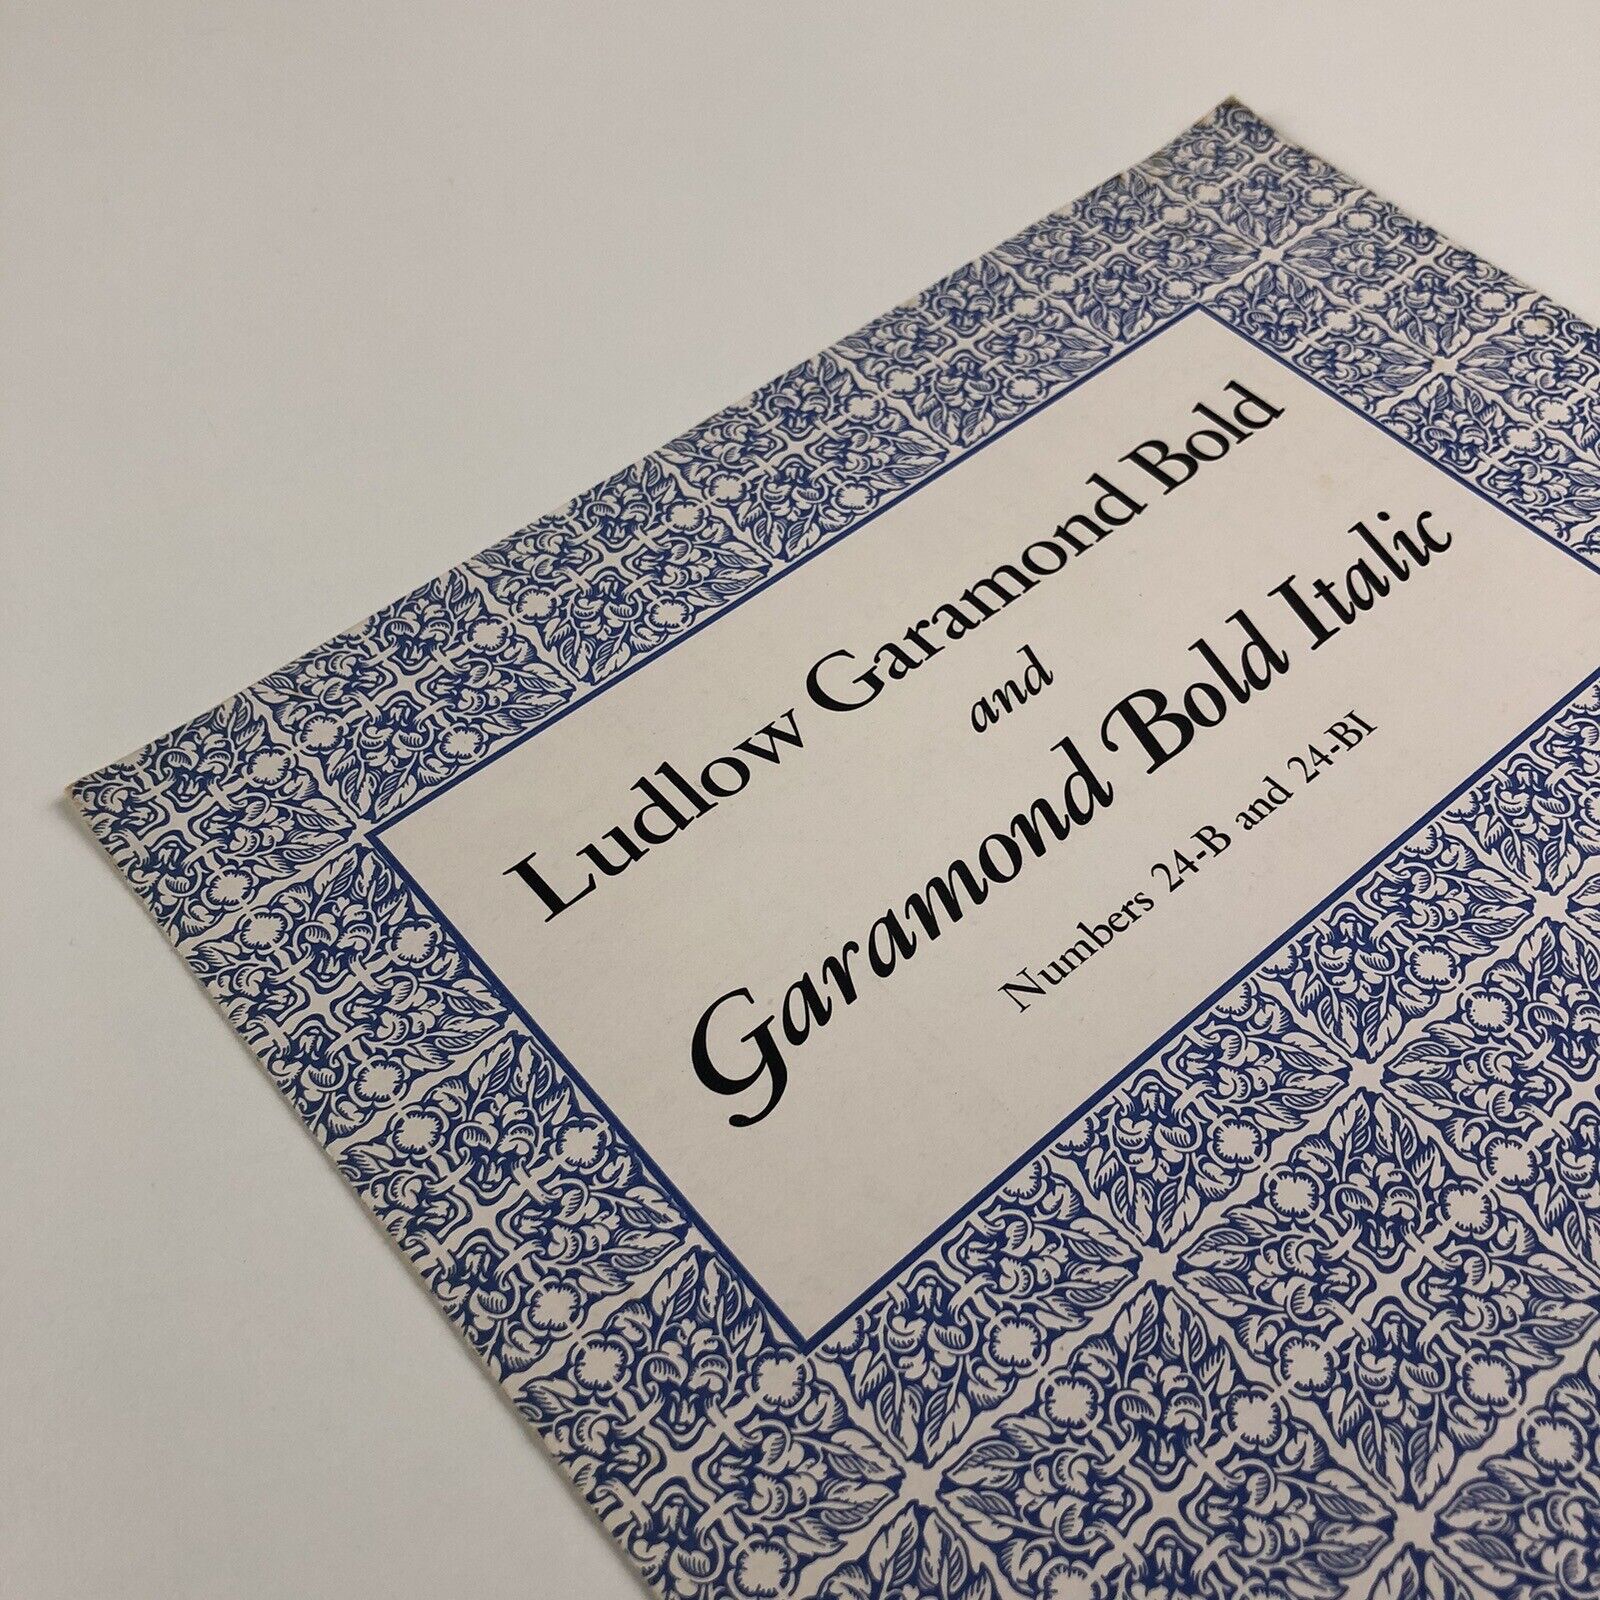 Ludlow Garamond Bold
and
Garamond Bold Italic
Numbers 24-B and 24-BI